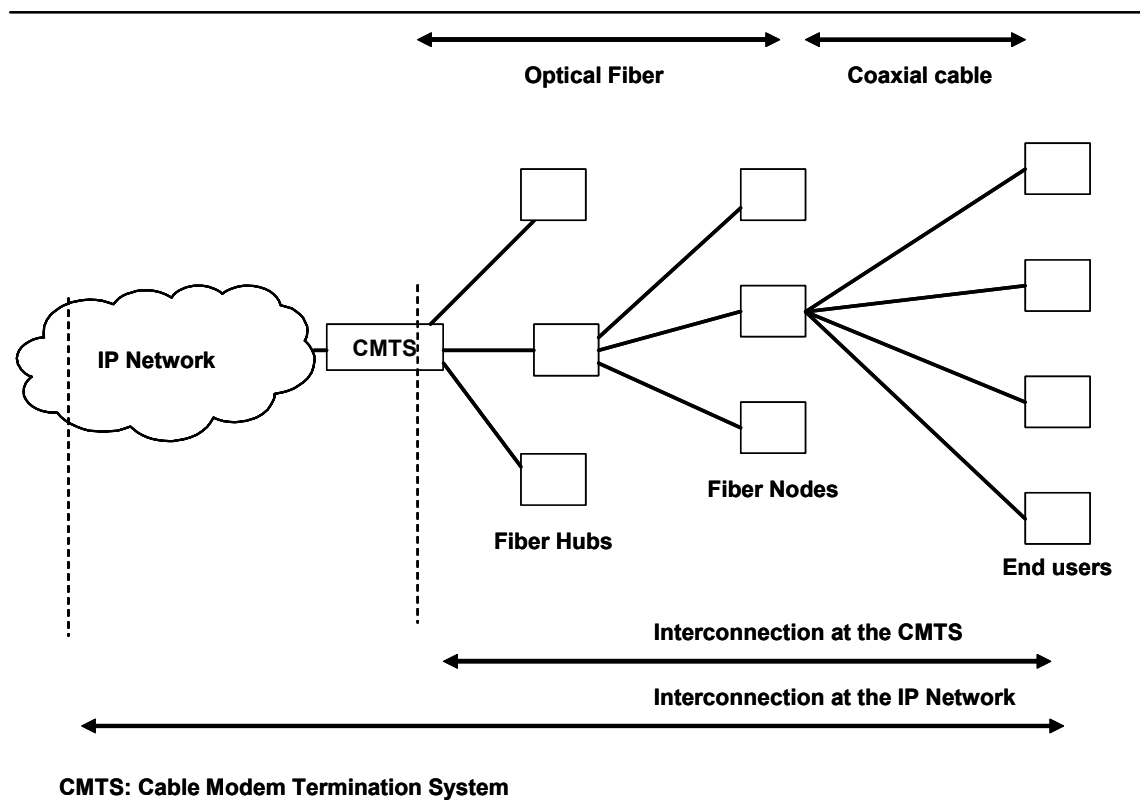 Optical Fiber
Coaxial cable
IP Network
CMTS
Fiber Nodes
Fiber Hubs
End users
Interconnection at the CMTS
Interconnection at the IP Network
CMTS: Cable Modem Termination System